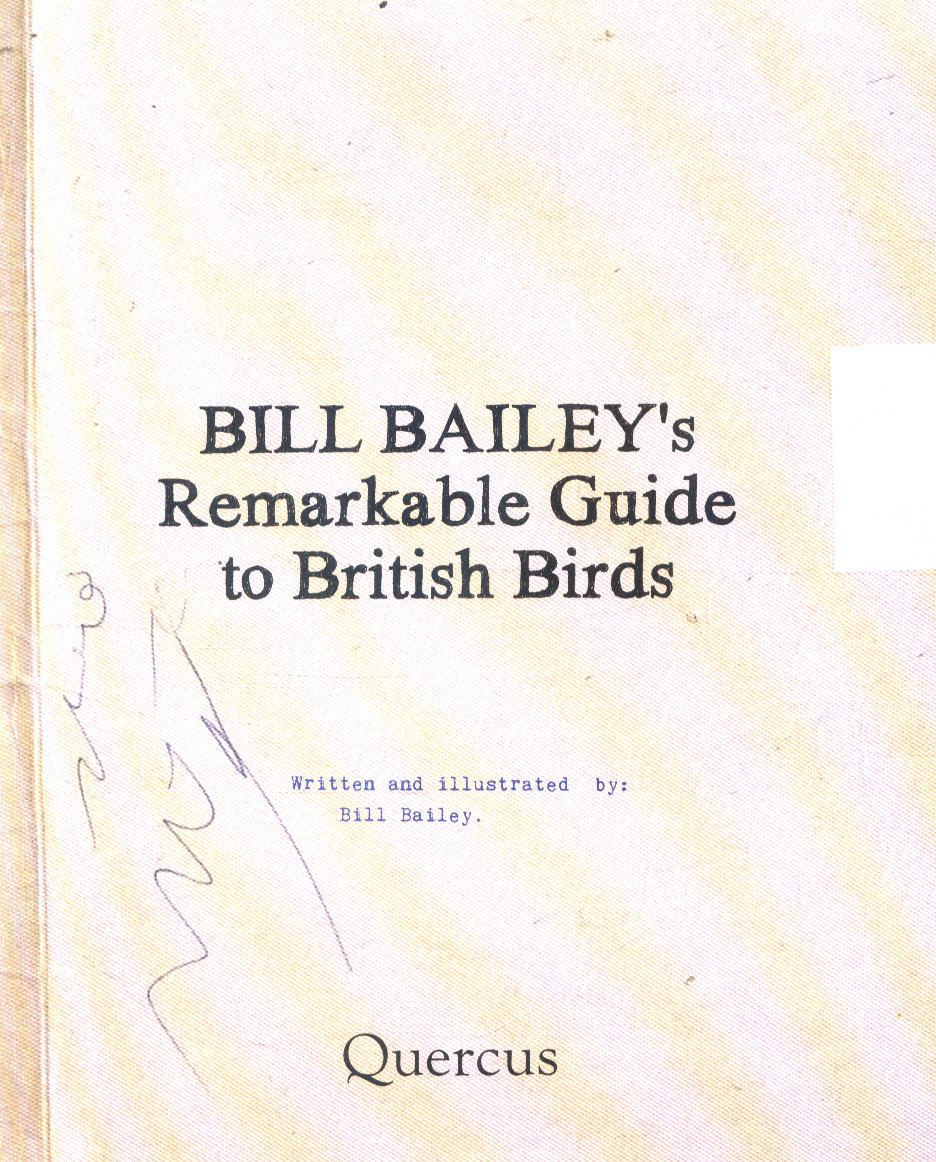 BILL BAILEY's
Remarkable Guide
to British Birds
Written and illustrated by:
Bill Bailey.
Quercus